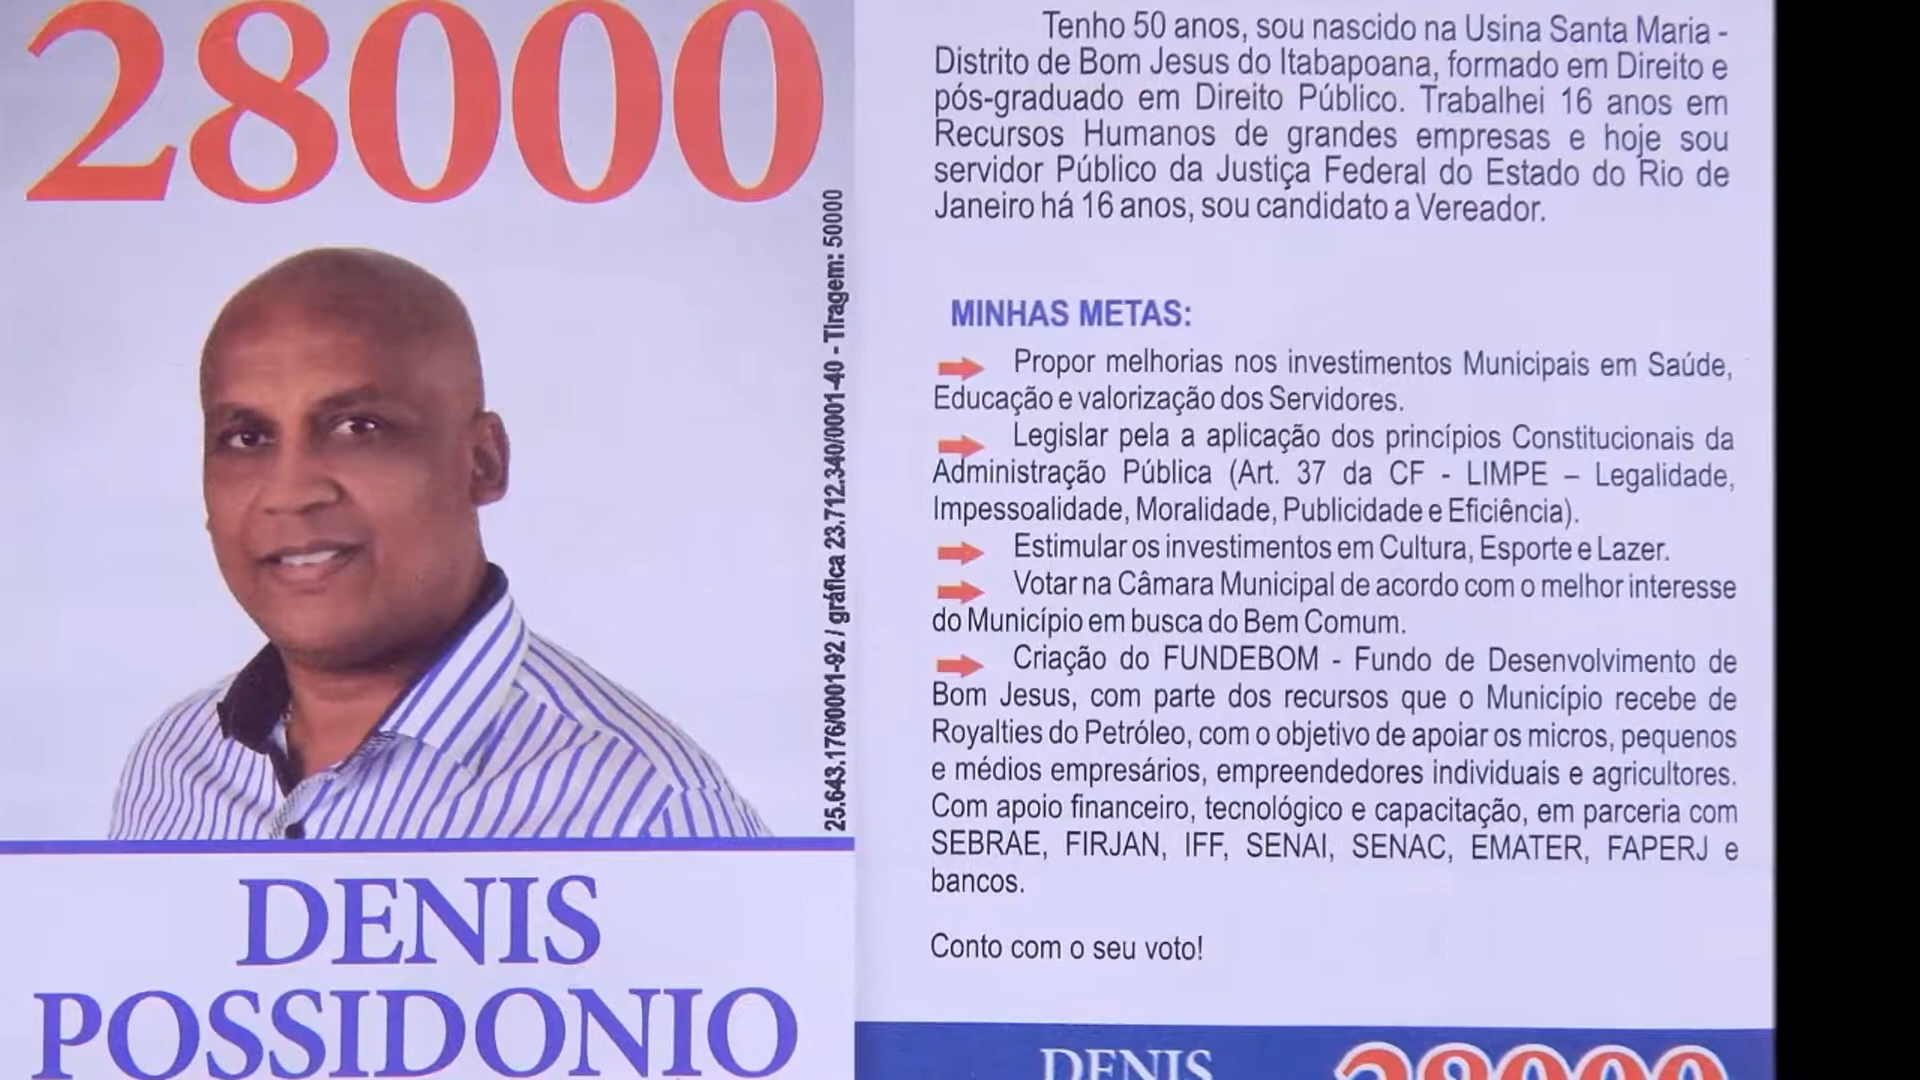 28000
25.643.176/0001-92 / gráfica 23.712.340/0001-40 - Tiragem: 50000
DENIS
POSSIDONIO
Tenho 50 anos, sou nascido na Usina Santa Maria -
Distrito de Bom Jesus do Itabapoana, formado em Direito e
pós-graduado em Direito Público. Trabalhei 16 anos em
Recursos Humanos de grandes empresas e hoje sou
servidor Público da Justiça Federal do Estado do Rio de
Janeiro há 16 anos, sou candidato a Vereador.
MINHAS METAS:
Propor melhorias nos investimentos Municipais em Saúde,
Educação e valorização dos Servidores.
Legislar pela a aplicação dos princípios Constitucionais da
Administração Pública (Art. 37 da CF - LIMPE – Legalidade,
Impessoalidade, Moralidade, Publicidade e Eficiência).
Estimular os investimentos em Cultura, Esporte e Lazer.
Votar na Câmara Municipal de acordo com o melhor interesse
do Município em busca do Bem Comum.
Criação do FUNDEBOM - Fundo de Desenvolvimento de
Bom Jesus, com parte dos recursos que o Município recebe de
Royalties do Petróleo, com o objetivo de apoiar os micros, pequenos
e médios empresários, empreendedores individuais e agricultores.
Com apoio financeiro, tecnológico e capacitação, em parceria com
SEBRAE, FIRJAN, IFF, SENAI, SENAC, EMATER, FAPERJ e
bancos.
Conto com o seu voto!
DENIS 28000